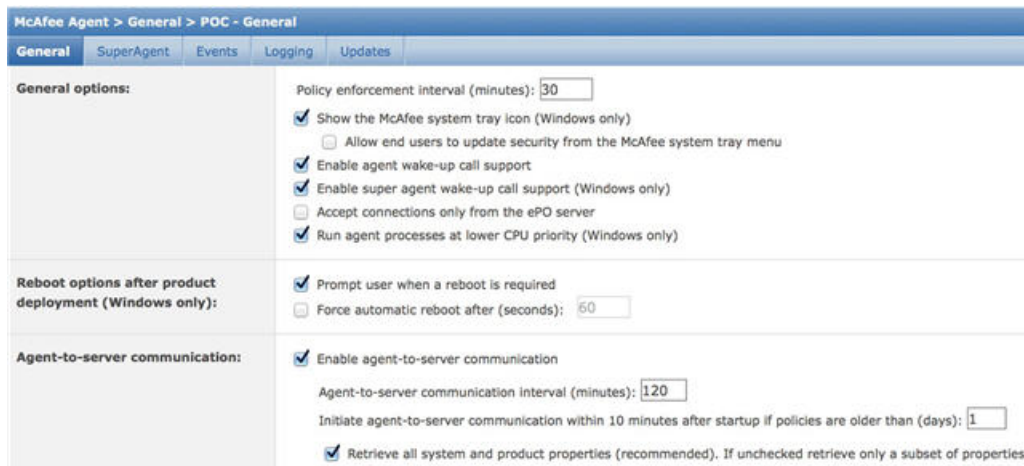 McAfee Agent > General > POC - General
General SuperAgent Events Logging Updates
General options:
Policy enforcement interval (minutes): 30
Show the McAfee system tray icon (Windows only)
Allow end users to update security from the McAfee system tray menu
Enable agent wake-up call support
Enable super agent wake-up call support (Windows only)
Accept connections only from the ePO server
Run agent processes at lower CPU priority (Windows only)
Reboot options after product
deployment (Windows only):
Prompt user when a reboot is required
Force automatic reboot after (seconds): 60
Agent-to-server communication:
Enable agent-to-server communication
Agent-to-server communication interval (minutes): 120
Initiate agent-to-server communication within 10 minutes after startup if policies are older than (days): 1
Retrieve all system and product properties (recommended). If unchecked retrieve only a subset of properties